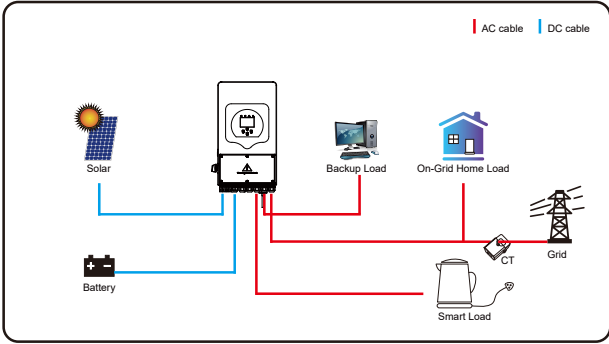 AC cable
DC cable
Solar
Backup Load
On-Grid Home Load
CT
Grid
Battery
Smart Load